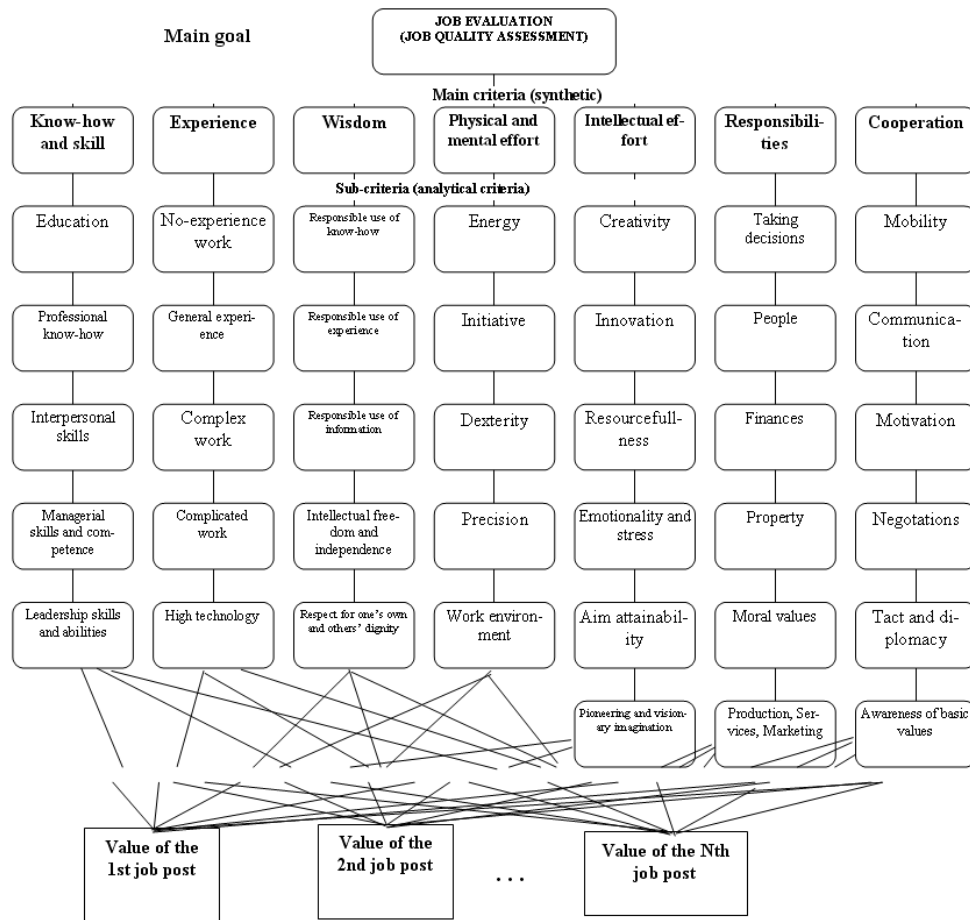 JOB EVALUATION
(JOB QUALITY ASSESSMENT)
Main goal
Main criteria (synthetic)
Know-how
and skill
Experience
Wisdom
Physical and
mental effort
Intellectual ef-
fort
Responsibili-
ties
Cooperation
Sub-criteria (analytical criteria)
Education
No-experience
work
Responsible use of
know-how
Energy
Creativity
Taking
decisions
Mobility
Professional
know-how
General experi-
ence
Responsible use of
experience
Initiative
Innovation
People
Communica-
tion
Interpersonal
skills
Complex
work
Responsible use of
information
Dexterity
Resourcefull-
ness
Finances
Motivation
Managerial
skills and com-
petence
Complicated
work
Intellectual free-
dom and
independence
Precision
Emotionality and
stress
Property
Negotations
Leadership skills
and abilities
High technology
Respect for one's own
and others' dignity
Work environ-
ment
Aim attainab-
ility
Moral values
Tact and di-
plomacy
Pioneering and vision-
ary imagination
Production, Ser-
vices, Marketing
Awareness of basic
values
Value of the
1st job post
Value of the
2nd job post
...
Value of the Nth
job post